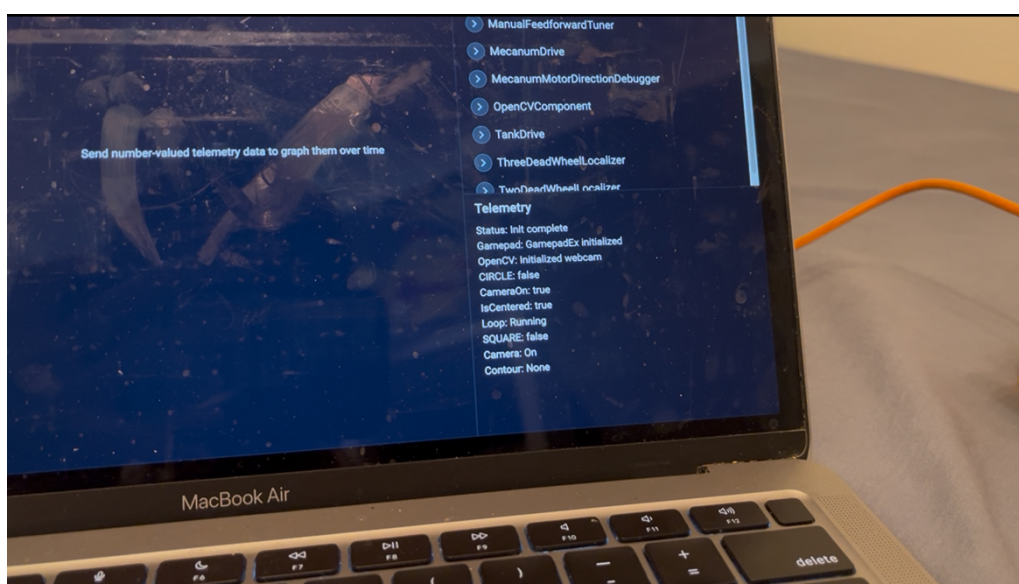 ManualFeedforwardTuner
MecanumDrive
MecanumMotorDirectionDebugger
OpenCVComponent
TankDrive
ThreeDeadWheelLocalizer
TwoDeadWheelLocalizer
Send number-valued telemetry data to graph them over time
Telemetry
Status: Init complete
Gamepad: GamepadEx initialized
OpenCV: Initialized webcam
CIRCLE: false
CameraOn: true
IsCentered: true
Loop: Running
SQUARE: false
Camera: On
Contour: None
MacBook Air
F6
F7
F8
F9
F10
F11
F12
delete